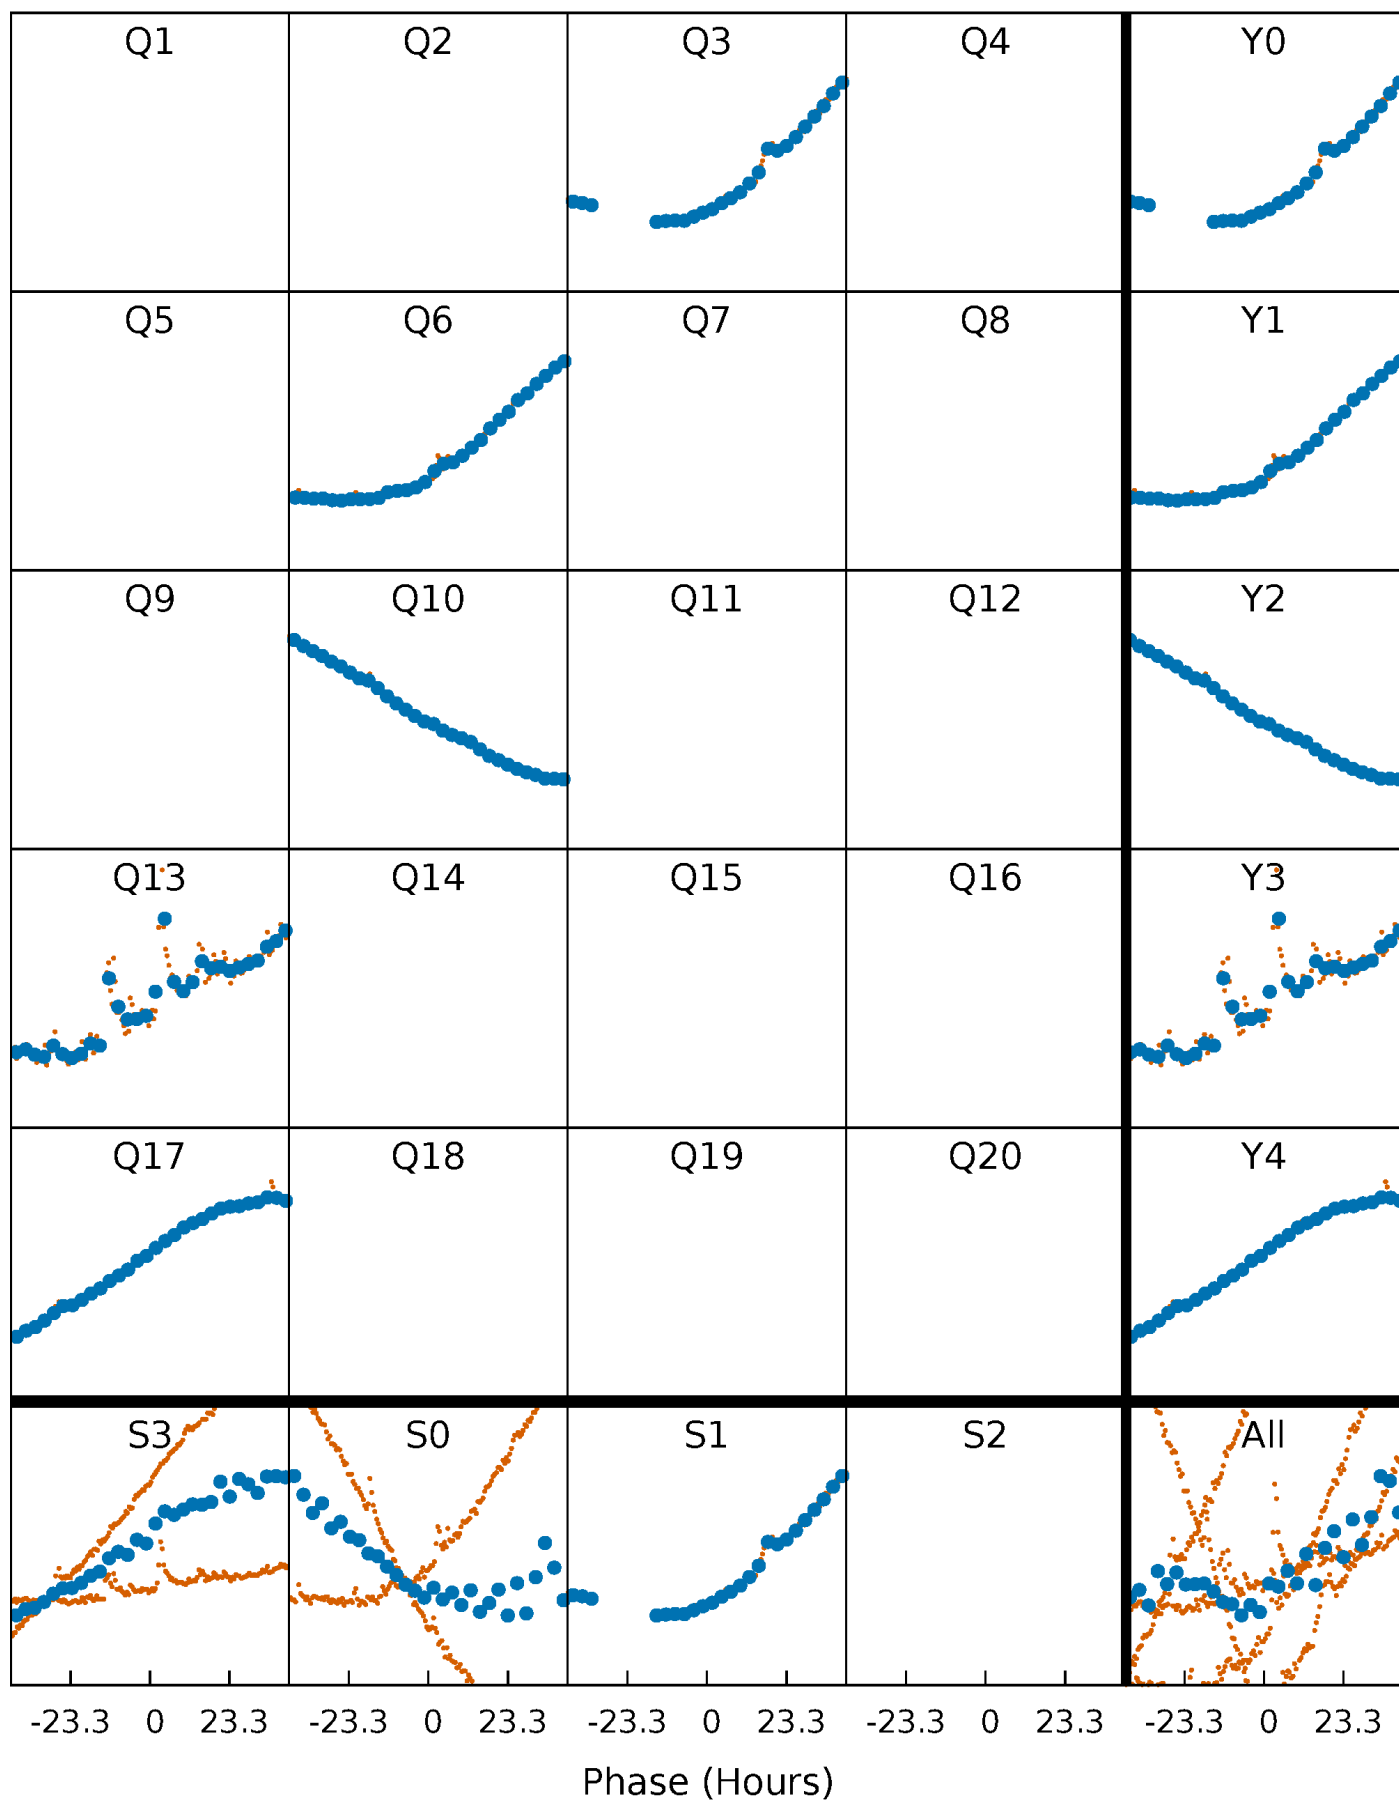 Q1 Q2 Q3 Q4 Y0
Q5 Q6 Q7 Q8 Y1
Q9 Q10 Q11 Q12 Y2
Q13 Q14 Q15 Q16 Y3
Q17 Q18 Q19 Q20 Y4
S3 S0 S1 S2 All
-23.3 0 23.3 -23.3 0 23.3 -23.3 0 23.3 -23.3 0 23.3 -23.3 0 23.3
Phase (Hours)